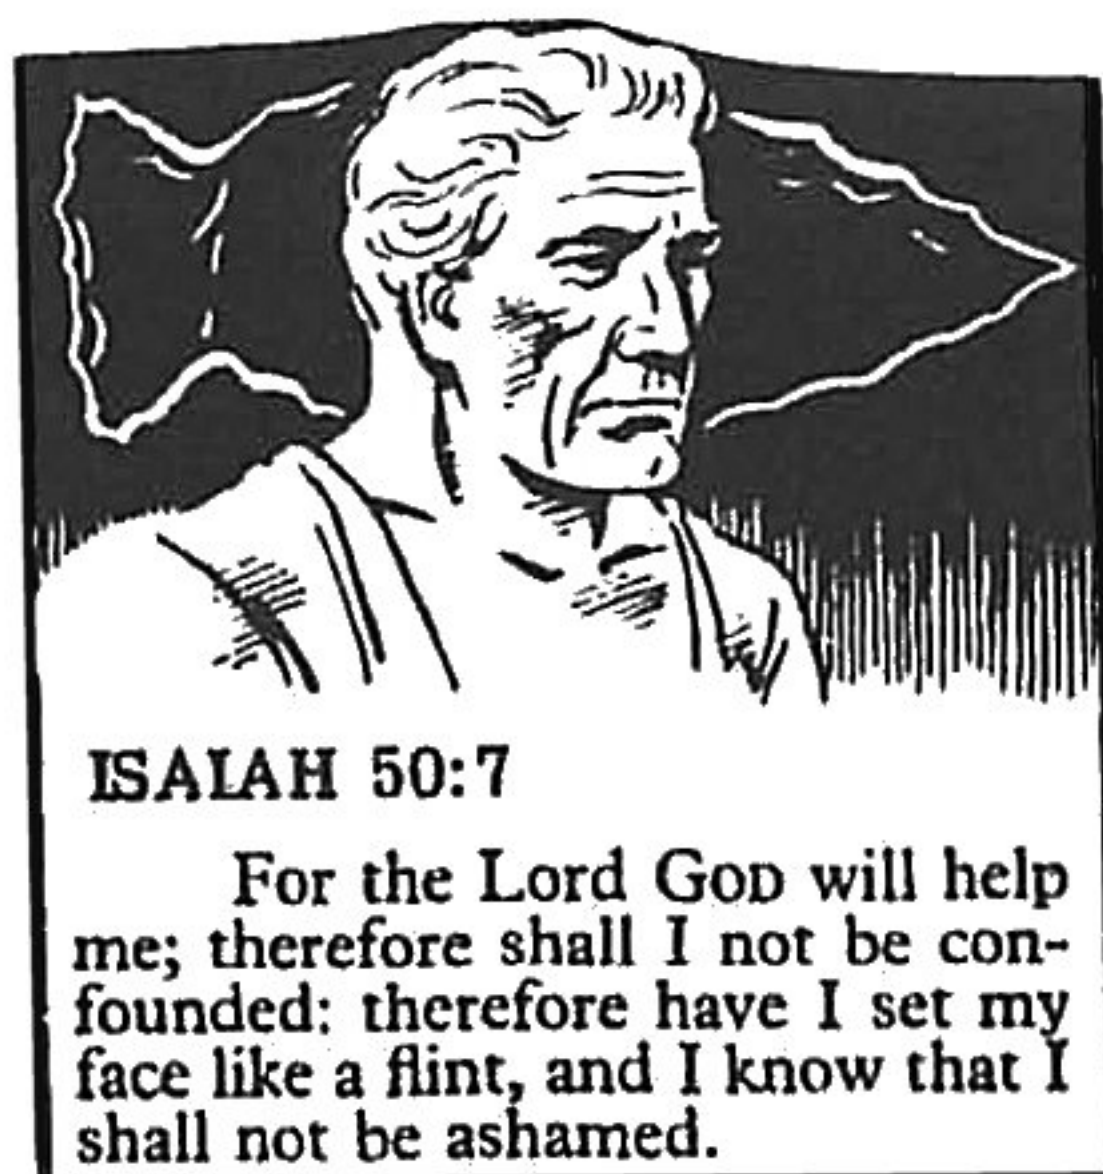 ISAIAH 50:7
For the Lord GOD will help
me; therefore shall I not be con-
founded: therefore have I set my
face like a flint, and I know that I
shall not be ashamed.